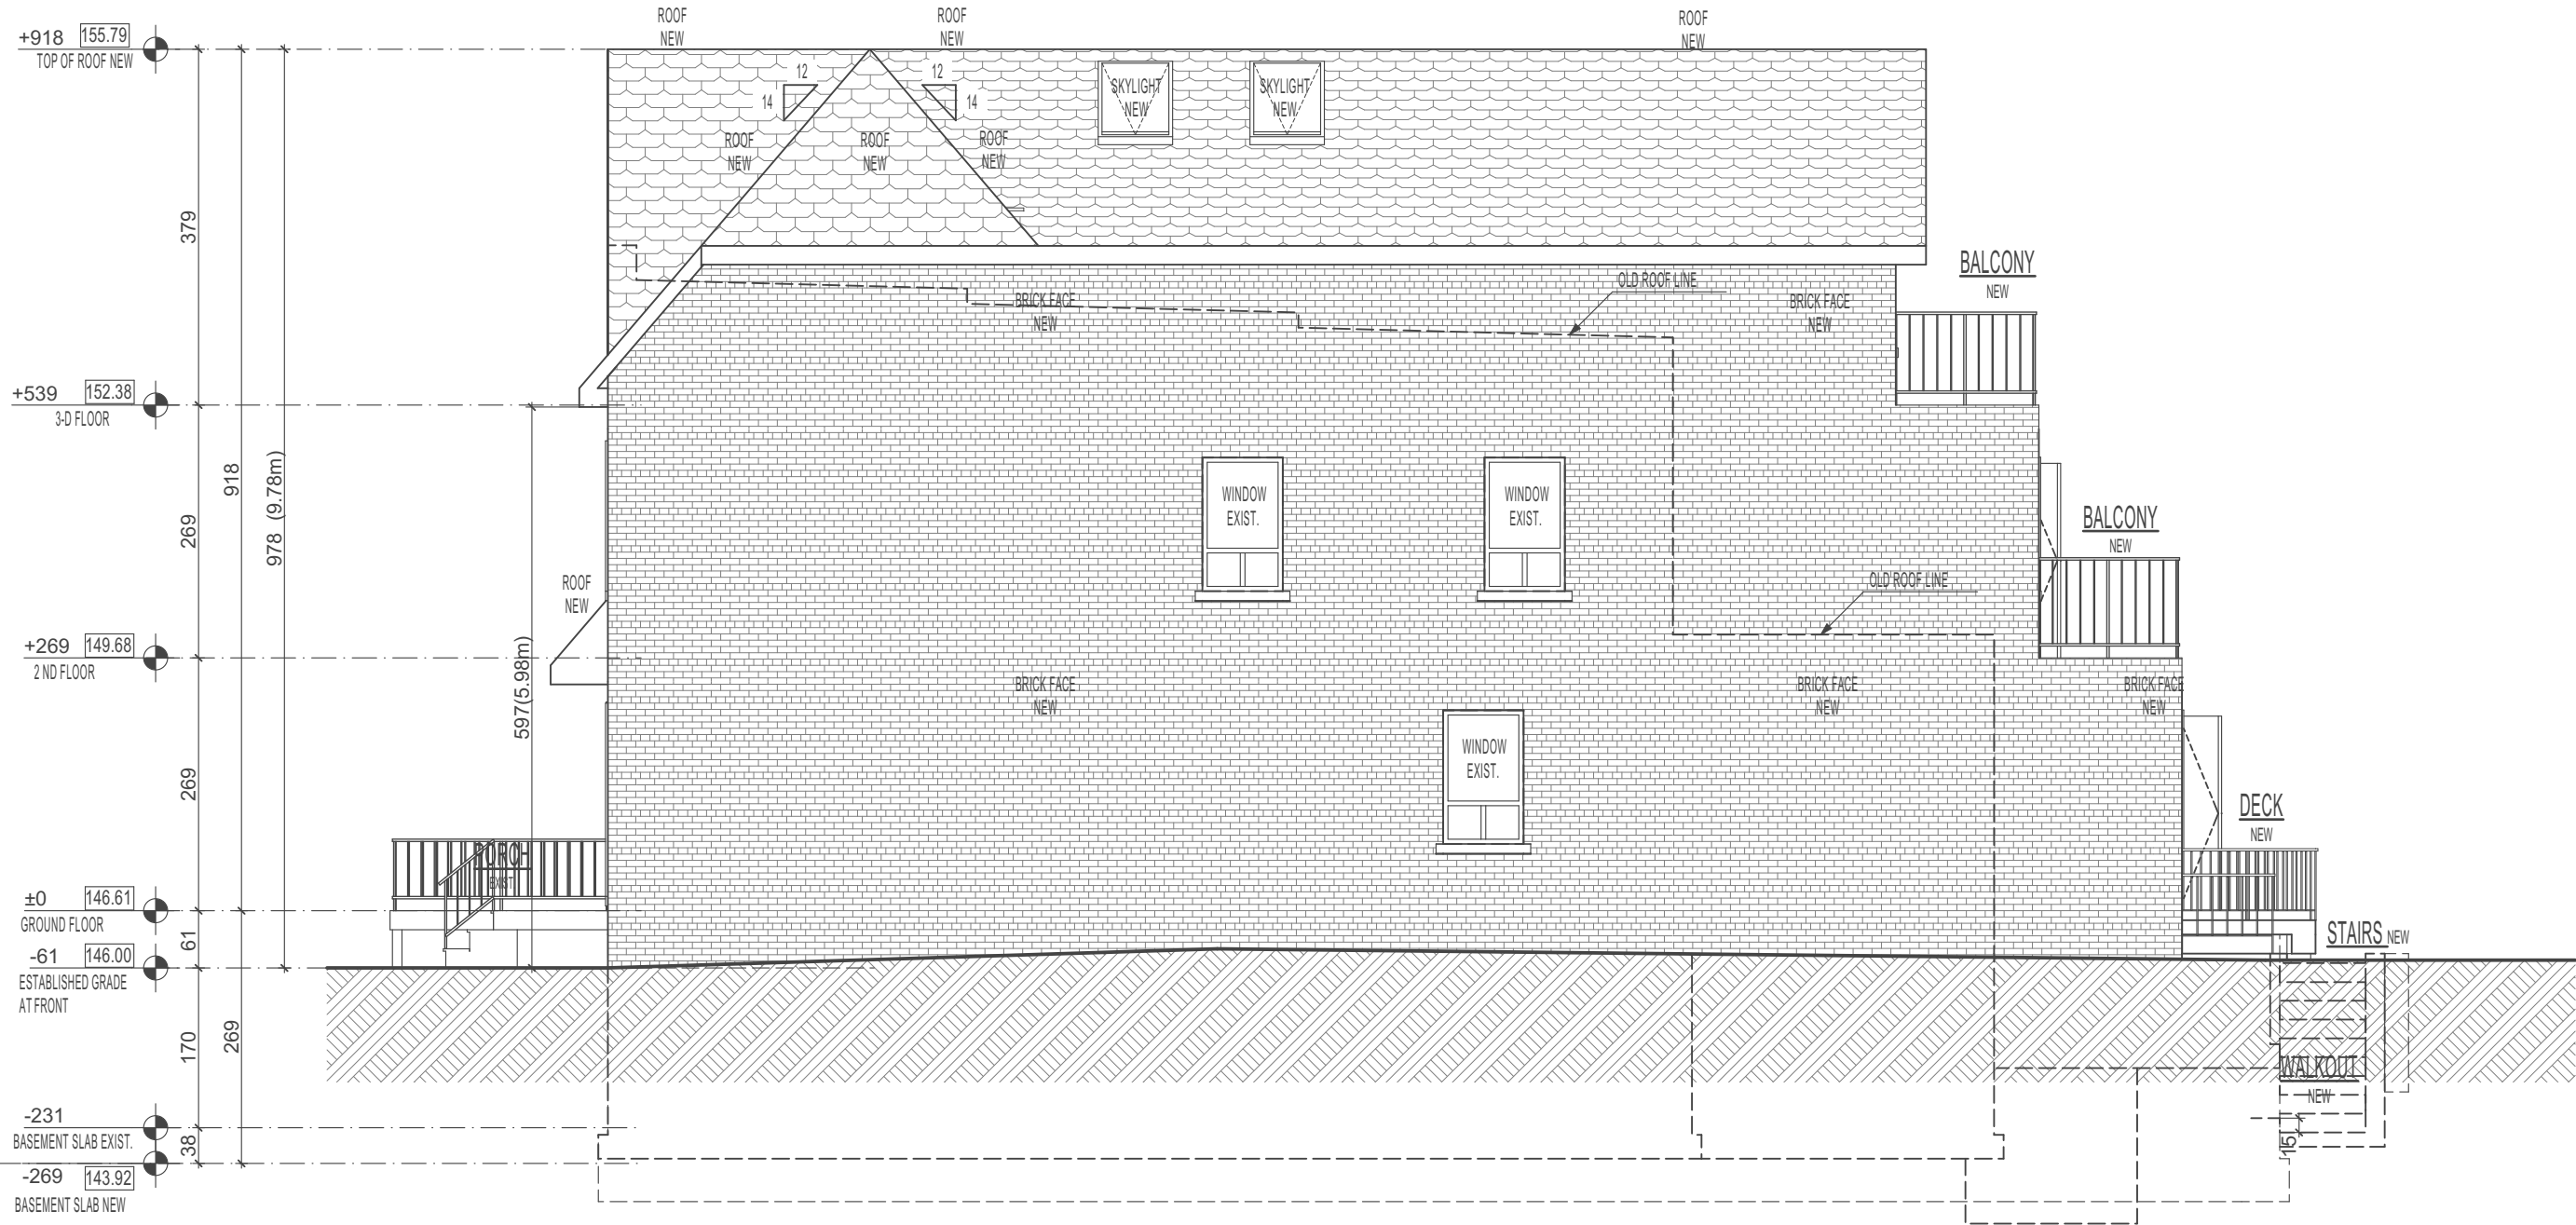 ROOF
NEW
ROOF
NEW
ROOF
NEW
+918 155.79
TOP OF ROOF NEW
12
14
12
14
SKYLIGHT
NEW
SKYLIGHT
NEW
ROOF
NEW
ROOF
NEW
ROOF
NEW
379
BALCONY
NEW
OLD ROOF LINE
BRICK FACE
NEW
BRICK FACE
NEW
+539 152.38
3-D FLOOR
918
978 (9.78m)
269
WINDOW
EXIST.
WINDOW
EXIST.
BALCONY
NEW
ROOF
NEW
OLD ROOF LINE
+269 149.68
2 ND FLOOR
597(5.98m)
BRICK FACE
NEW
BRICK FACE
NEW
BRICK FACE
NEW
WINDOW
EXIST.
269
DECK
NEW
PORCH
EXIST.
±0 146.61
GROUND FLOOR
61
STAIRS NEW
-61 146.00
ESTABLISHED GRADE
AT FRONT
170
269
WALKOUT
NEW
-231
BASEMENT SLAB EXIST.
38
15
-269 143.92
BASEMENT SLAB NEW